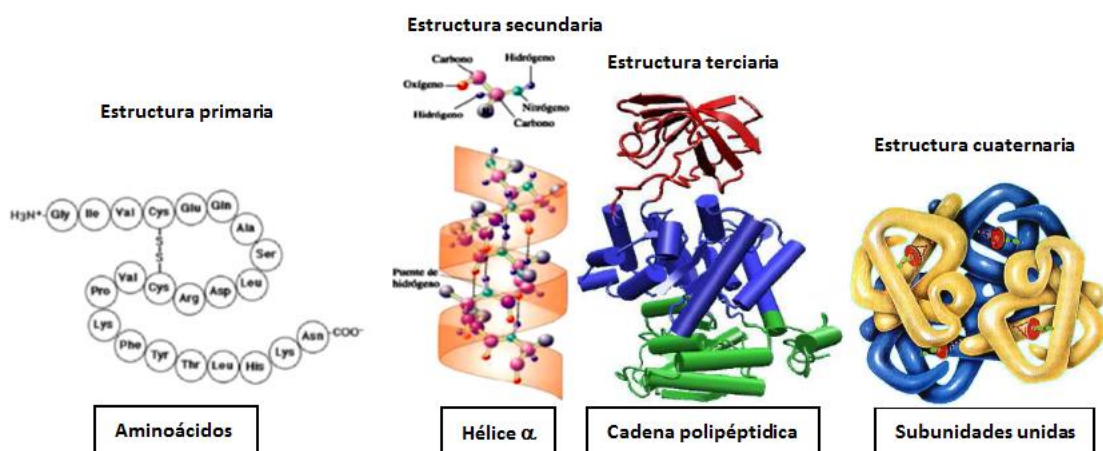 Estructura primaria
H₃N⁺
Gly
Ile
Val
Cys
Glu
Gln
Ala
Ser
Leu
Asp
Arg
Cys
Val
Pro
Lys
Phe
Tyr
Thr
Leu
His
Lys
Asn
COO⁻
S
S
Aminoácidos
Estructura secundaria
Carbono
Hidrógeno
Oxígeno
Hidrógeno
R
Nitrógeno
Carbono
Puente de
hidrógeno
Hélice α
Estructura terciaria
Cadena polipéptidica
Estructura cuaternaria
Subunidades unidas